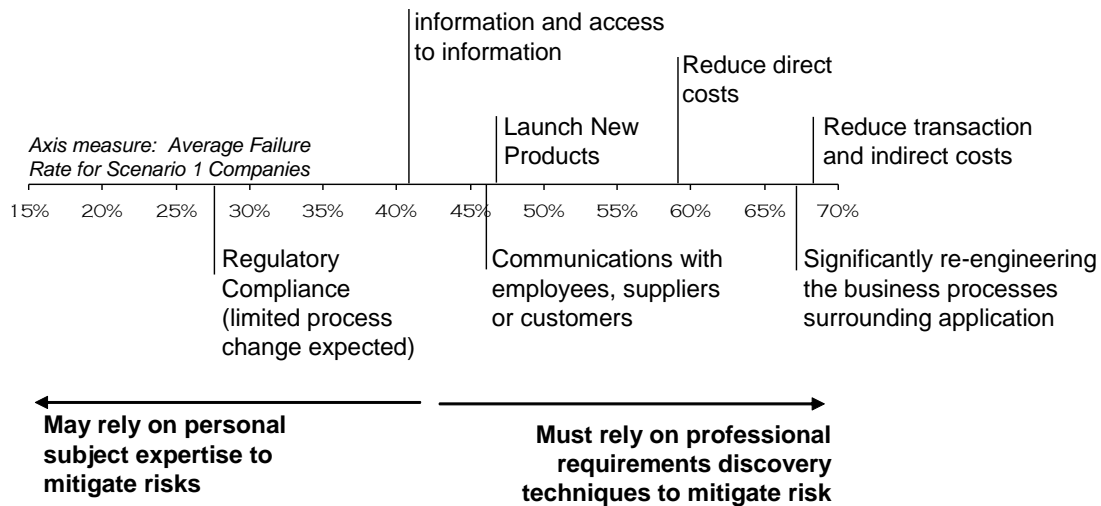 information and access
to information
Reduce direct
costs
Launch New
Products
Reduce transaction
and indirect costs
Axis measure:  Average Failure
Rate for Scenario 1 Companies
15% 20% 25% 30% 35% 40% 45% 50% 55% 60% 65% 70%
Regulatory
Compliance
(limited process
change expected)
Communications with
employees, suppliers
or customers
Significantly re-engineering
the business processes
surrounding application
May rely on personal
subject expertise to
mitigate risks
Must rely on professional
requirements discovery
techniques to mitigate risk